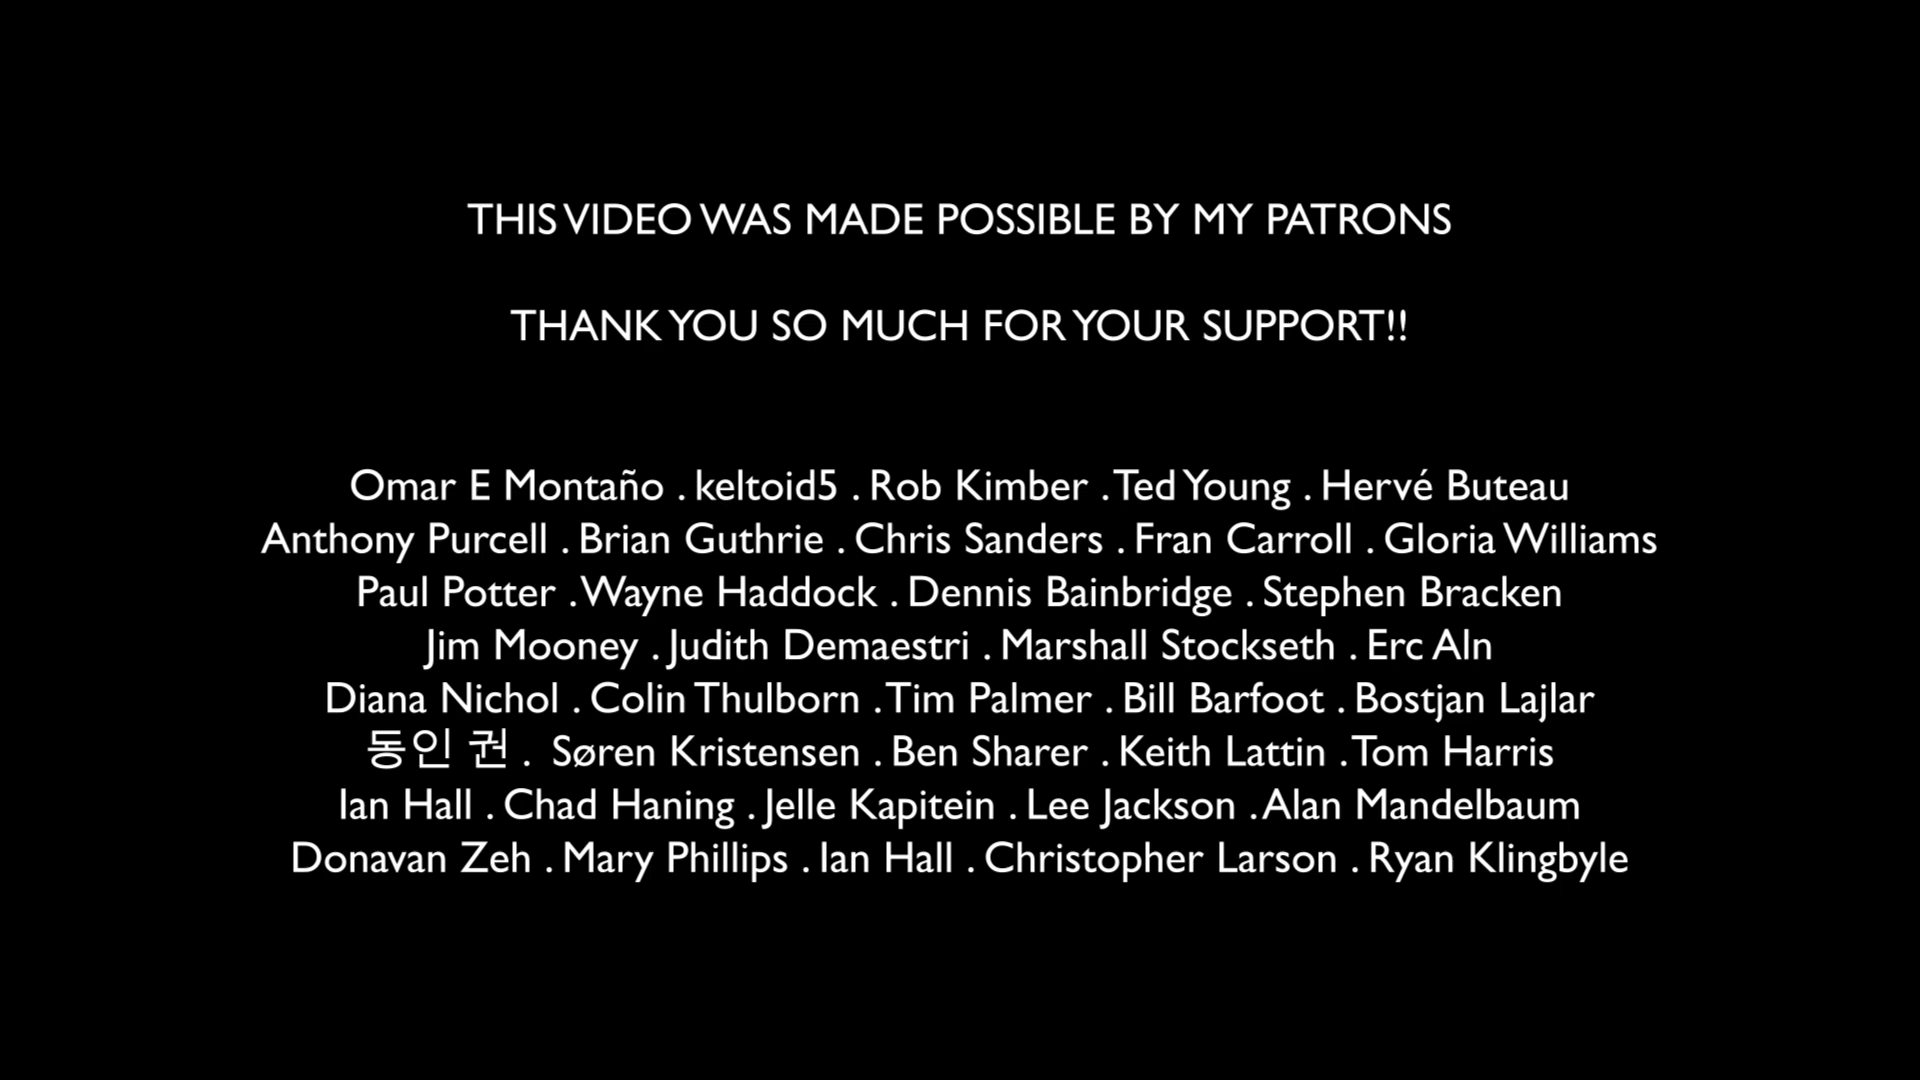 THIS VIDEO WAS MADE POSSIBLE BY MY PATRONS
THANK YOU SO MUCH FOR YOUR SUPPORT!!
Omar E Montaño . keltoid5 . Rob Kimber . Ted Young . Hervé Buteau
Anthony Purcell . Brian Guthrie . Chris Sanders . Fran Carroll . Gloria Williams
Paul Potter . Wayne Haddock . Dennis Bainbridge . Stephen Bracken
Jim Mooney . Judith Demaestri . Marshall Stockseth . Erc Aln
Diana Nichol . Colin Thulborn . Tim Palmer . Bill Barfoot . Bostjan Lajlar
동인 권 . Søren Kristensen . Ben Sharer . Keith Lattin . Tom Harris
Ian Hall . Chad Haning . Jelle Kapitein . Lee Jackson . Alan Mandelbaum
Donavan Zeh . Mary Phillips . Ian Hall . Christopher Larson . Ryan Klingbyle